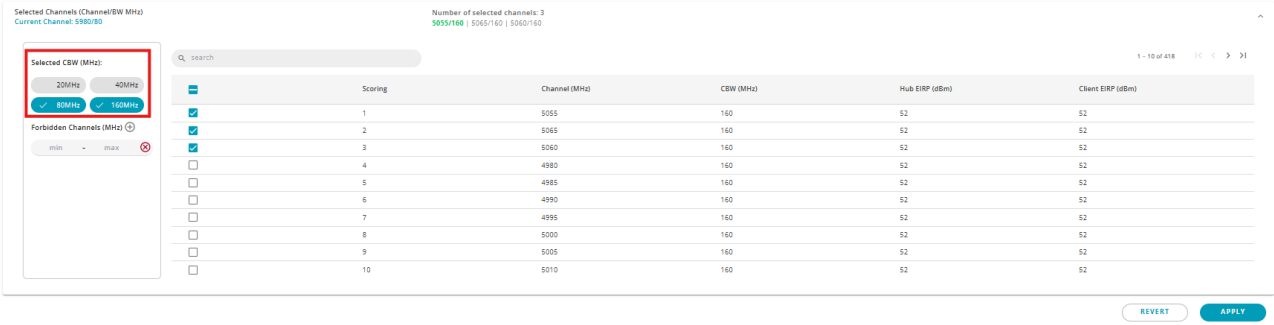 Selected Channels (Channel/BW MHz)
Current Channel: 5980/80
Number of selected channels: 3
5055/160 | 5065/160 | 5060/160
Selected CBW (MHz):
20MHz 40MHz
80MHz 160MHz
Forbidden Channels (MHz)
min - max
search
1 – 10 of 418
Scoring Channel (MHz) CBW (MHz) Hub EIRP (dBm) Client EIRP (dBm)
1 5055 160 52 52
2 5065 160 52 52
3 5060 160 52 52
4 4980 160 52 52
5 4985 160 52 52
6 4990 160 52 52
7 4995 160 52 52
8 5000 160 52 52
9 5005 160 52 52
10 5010 160 52 52
REVERT APPLY